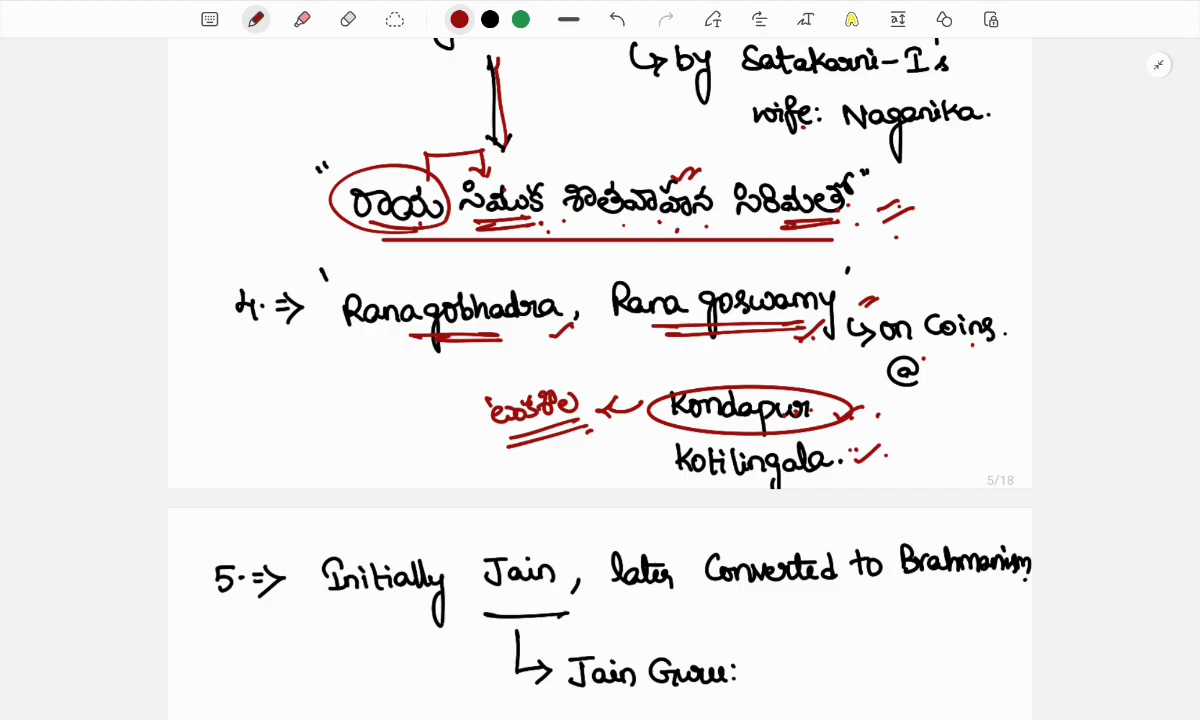 ↳ by Satakarni-I's
wife: Naganika.
"రాయ సిముక శాతవాహన సిరిమతో"
4. ⇒ 'Ranagobhadra, Rana goswamy'
↳ on Coins.
@
Kondapur
Kotilingala.
5/18
5. ⇒ Initially Jain, later Converted to Brahmanism
↳ Jain Guru: